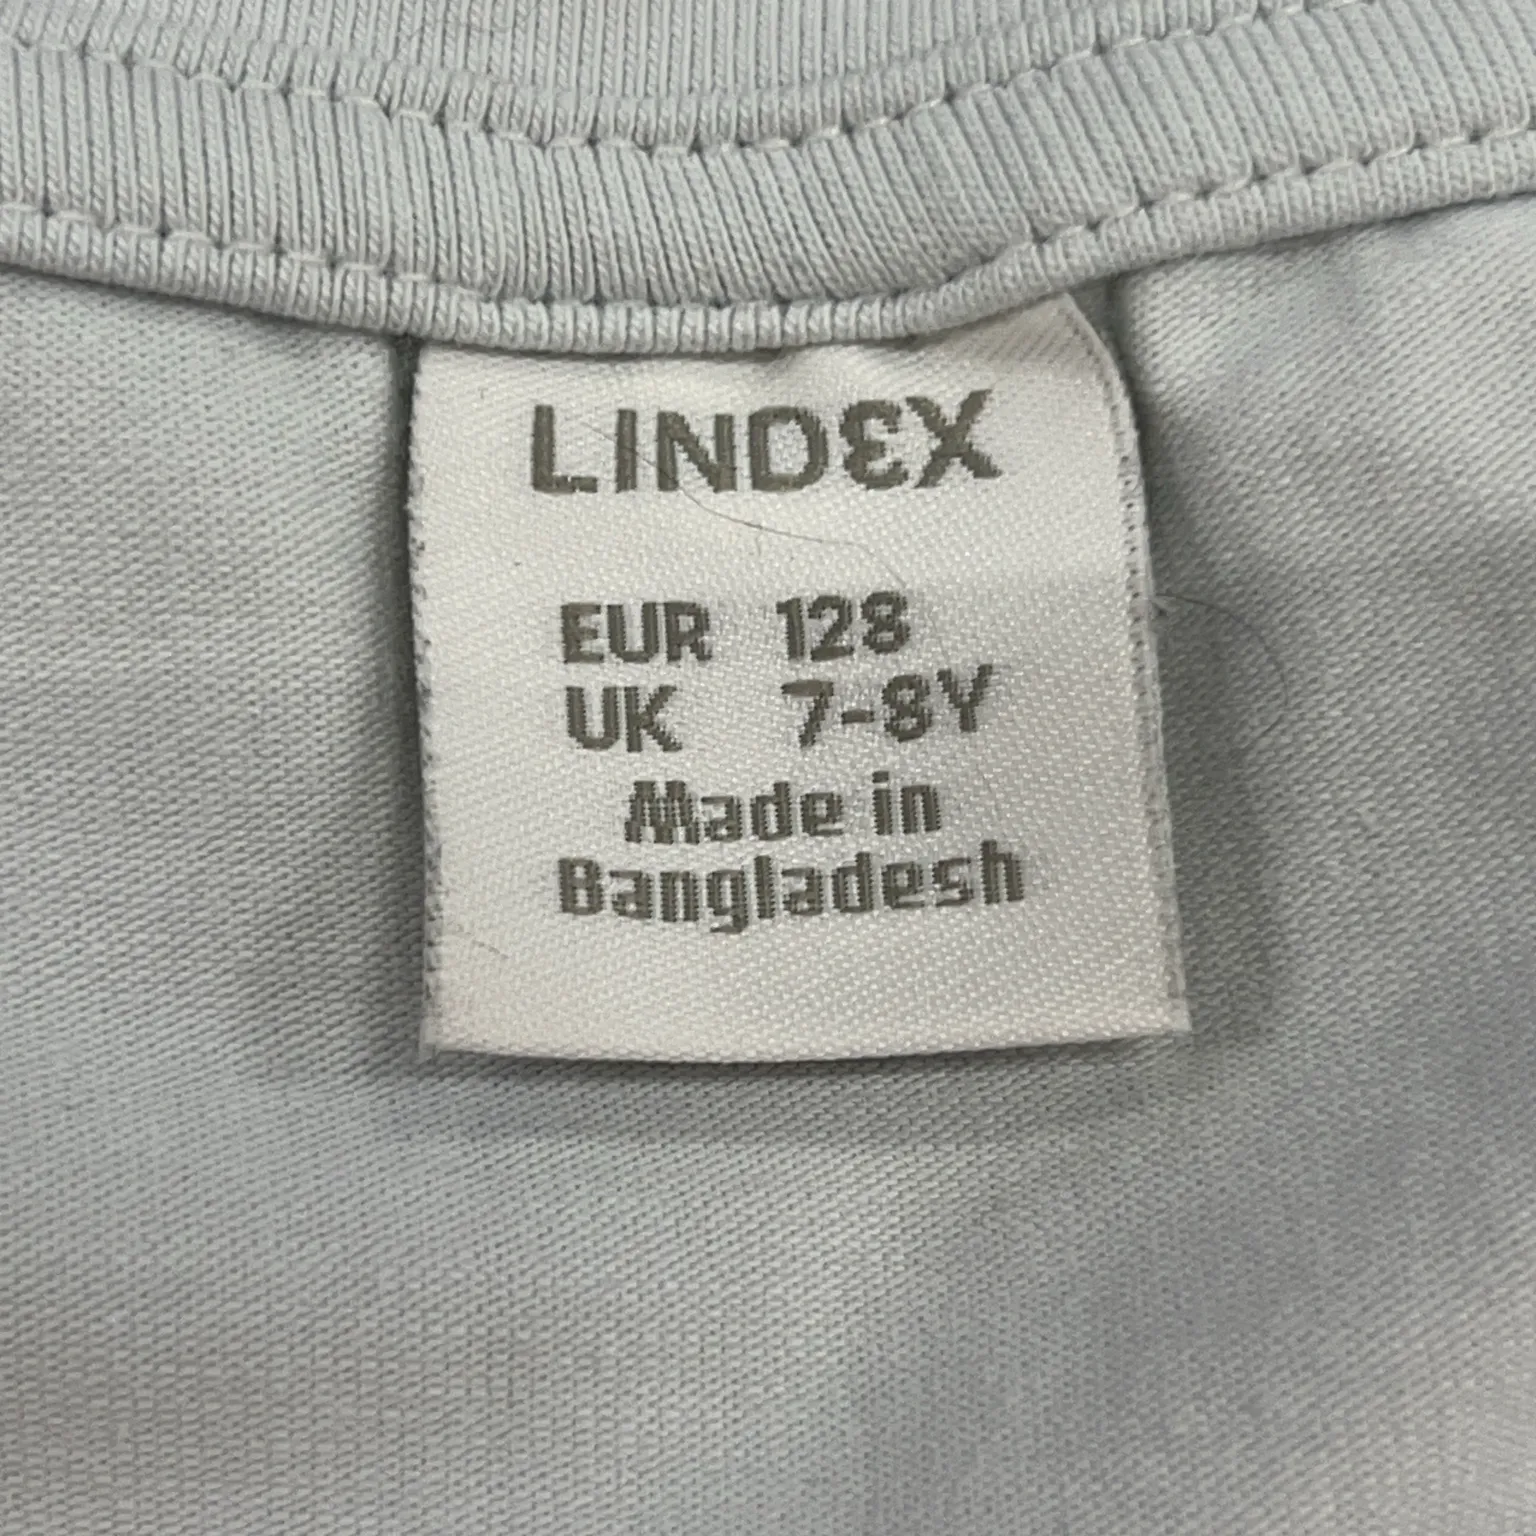 LINDEX
EUR 128
UK 7-8Y
Made in
Bangladesh